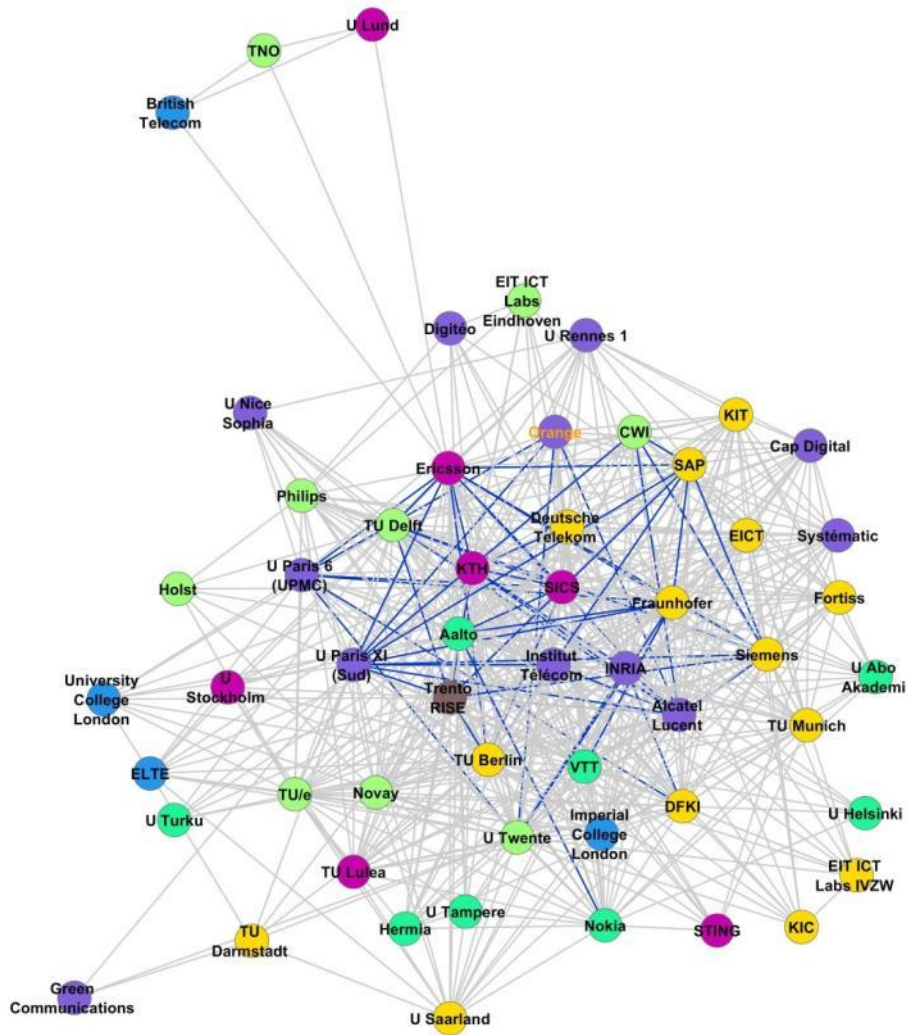 U Lund
TNO
British
Telecom
EIT ICT
Labs
Eindhoven
Digitéo
U Rennes 1
U Nice
Sophia
Orange
CWI
KIT
Cap Digital
Ericsson
SAP
Philips
TU Delft
Deutsche
Telekom
EICT
Systématic
U Paris 6
(UPMC)
KTH
SICS
Holst
Fraunhofer
Fortiss
Aalto
U Paris XI
(Sud)
Institut
Télécom
INRIA
Siemens
U Abo
Akademi
University
College
London
U
Stockholm
Trento
RISE
Alcatel
Lucent
TU Munich
ELTE
TU Berlin
VTT
TU/e
Novay
DFKI
U Turku
U Twente
Imperial
College
London
U Helsinki
TU Lulea
EIT ICT
Labs IVZW
U Tampere
Hermia
Nokia
STING
KIC
TU
Darmstadt
Green
Communications
U Saarland